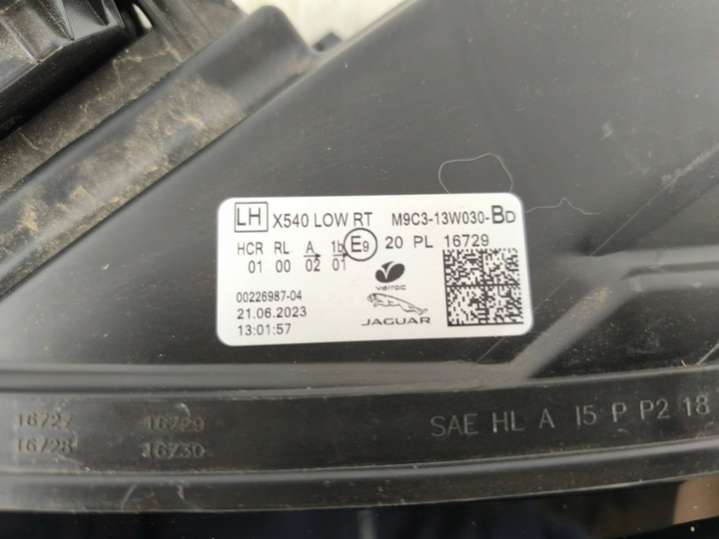 LH X540 LOW RT M9C3-13W030-BD
HCR RL A 1b E9 20 PL 16729
01 00 02 01
00226987-04
21.06.2023
13:01:57
JAGUAR
16727 16729
16728 16730
SAE HL A I5 P P2 18